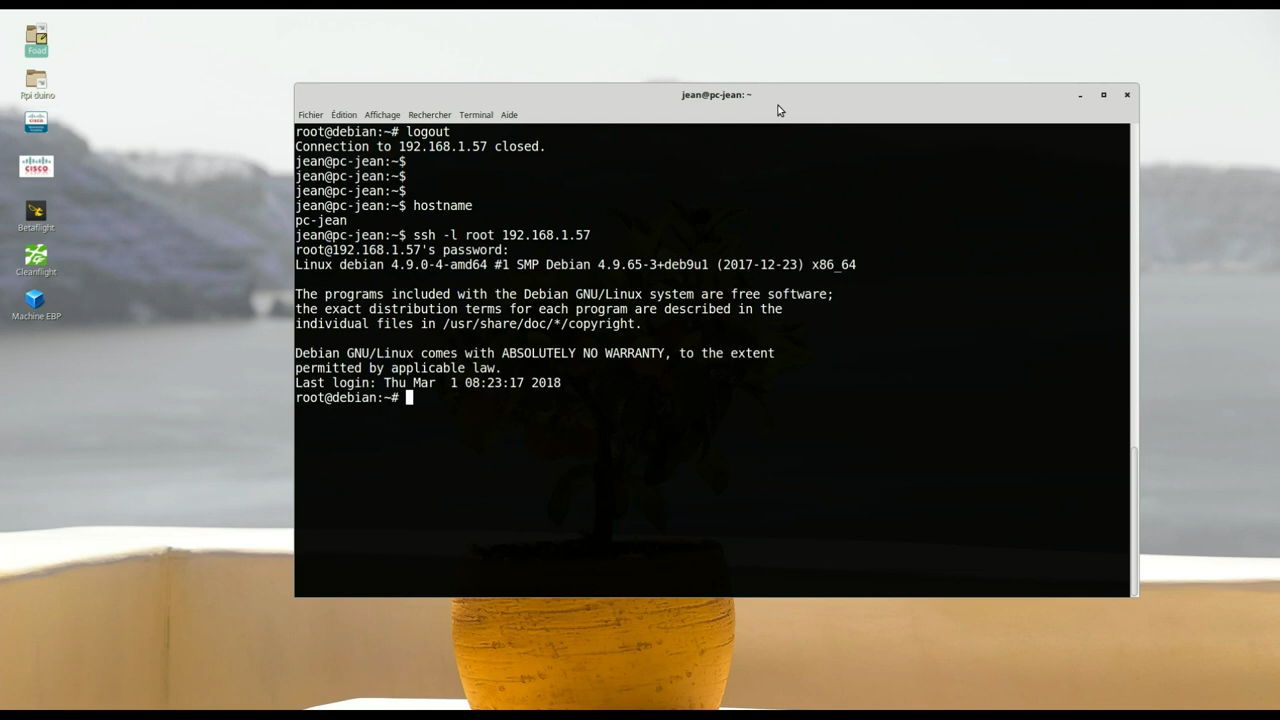 Foad
Rpi duino
CISCO
Betaflight
Cleanflight
Machine EBP
jean@pc-jean: ~
Fichier Édition Affichage Rechercher Terminal Aide
root@debian:~# logout
Connection to 192.168.1.57 closed.
jean@pc-jean:~$
jean@pc-jean:~$
jean@pc-jean:~$
jean@pc-jean:~$ hostname
pc-jean
jean@pc-jean:~$ ssh -l root 192.168.1.57
root@192.168.1.57's password:
Linux debian 4.9.0-4-amd64 #1 SMP Debian 4.9.65-3+deb9u1 (2017-12-23) x86_64
The programs included with the Debian GNU/Linux system are free software;
the exact distribution terms for each program are described in the
individual files in /usr/share/doc/*/copyright.
Debian GNU/Linux comes with ABSOLUTELY NO WARRANTY, to the extent
permitted by applicable law.
Last login: Thu Mar  1 08:23:17 2018
root@debian:~#